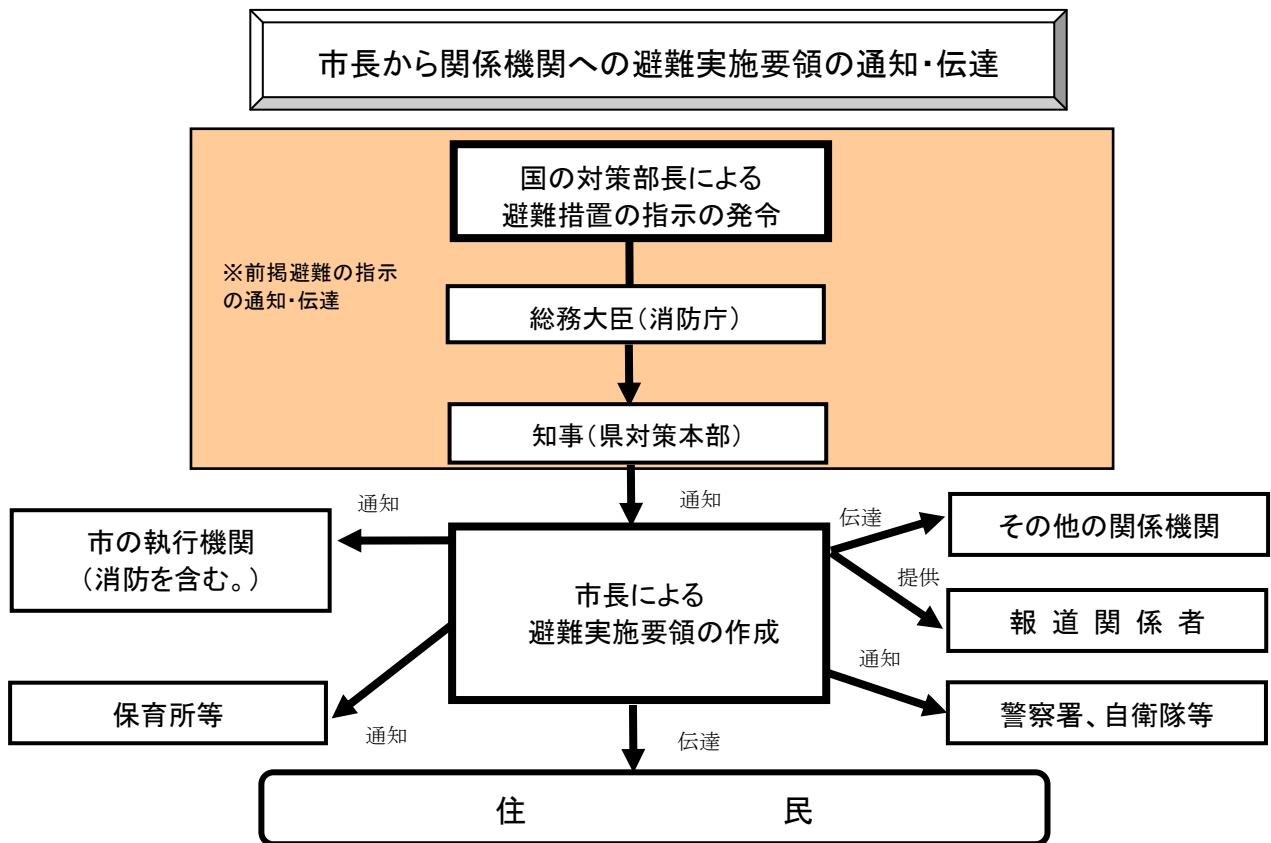 市長から関係機関への避難実施要領の通知・伝達
国の対策部長による
避難措置の指示の発令
※前掲避難の指示
の通知・伝達
総務大臣（消防庁）
知事（県対策本部）
通知
通知
市の執行機関
（消防を含む。）
市長による
避難実施要領の作成
伝達
その他の関係機関
提供
報道関係者
通知
警察署、自衛隊等
保育所等
通知
伝達
住民